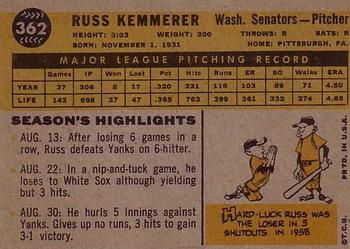 362
RUSS KEMMERER Wash. Senators—Pitcher
HEIGHT: 3:03 WEIGHT: 200 THROWS: R BATS: R
BORN: NOVEMBER 1, 1931 HOME: PITTSBURG, PA.
MAJOR LEAGUE PITCHING RECORD
Games IP Won Lost Pct. Hits Runs ER SO BB ERA
YEAR 37 206 8 17 .320 221 116 103 89 71 4.50
LIFE 143 698 27 47 .365 763 399 361 332 274 4.65
SEASON'S HIGHLIGHTS
• AUG. 13: After losing 6 games in
a row, Russ defeats Yanks on 6-hitter.
• AUG. 22: In a nip-and-tuck game, he
loses to White Sox although yielding
but 3 hits.
• AUG. 30: He hurls 5 innings against
Yanks. Gives up no runs, 3 hits to gain
3-1 victory.
HARD-LUCK RUSS WAS
THE LOSER IN 5
SHUTOUTS IN 1958
©T.C.G. PRTD. IN U.S.A.